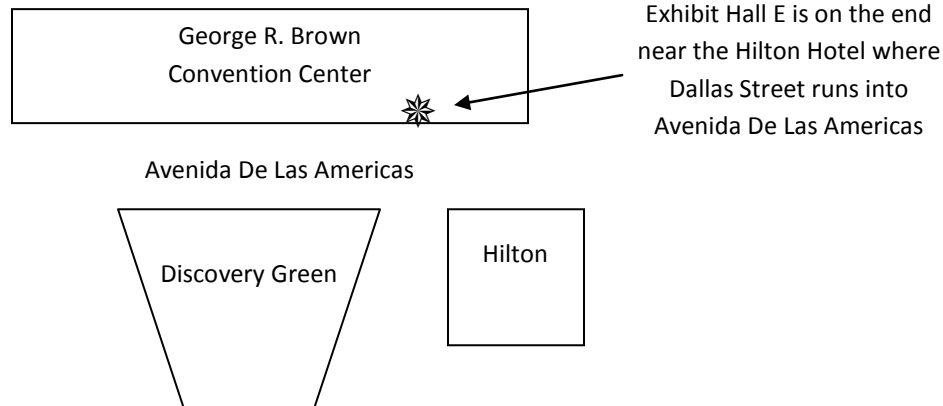 George R. Brown
Convention Center
Exhibit Hall E is on the end
near the Hilton Hotel where
Dallas Street runs into
Avenida De Las Americas
Avenida De Las Americas
Discovery Green
Hilton